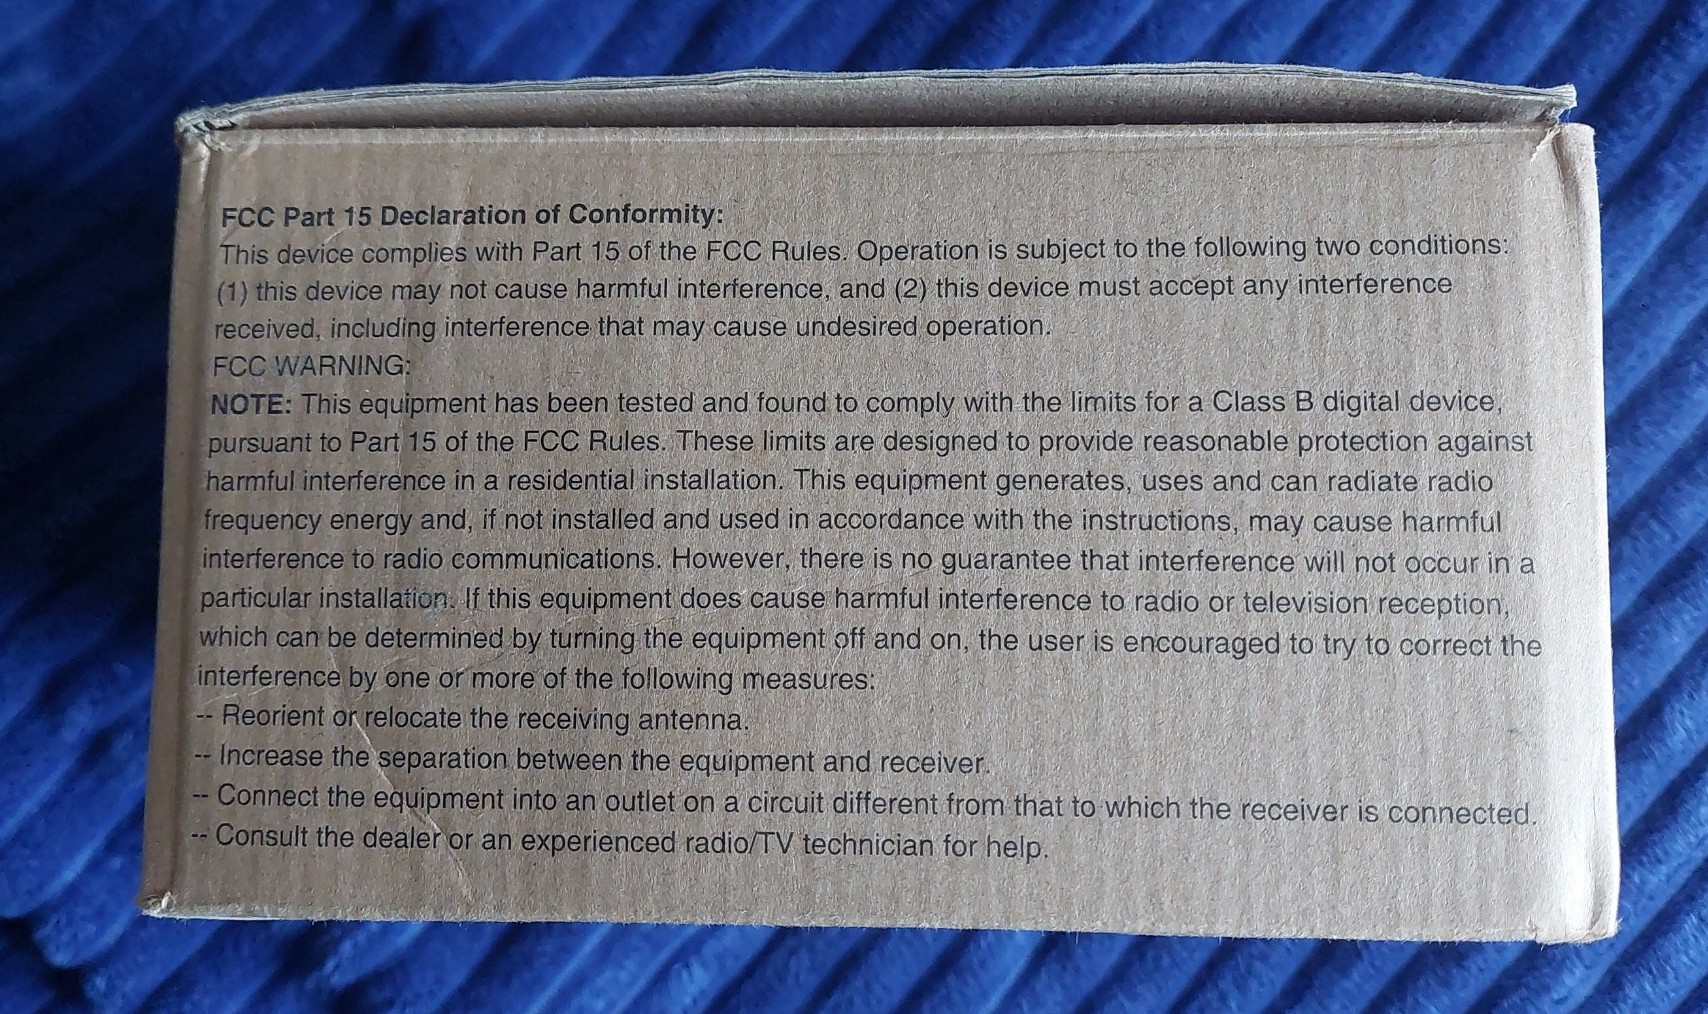 FCC Part 15 Declaration of Conformity:
This device complies with Part 15 of the FCC Rules. Operation is subject to the following two conditions:
(1) this device may not cause harmful interference, and (2) this device must accept any interference
received, including interference that may cause undesired operation.
FCC WARNING:
NOTE: This equipment has been tested and found to comply with the limits for a Class B digital device,
pursuant to Part 15 of the FCC Rules. These limits are designed to provide reasonable protection against
harmful interference in a residential installation. This equipment generates, uses and can radiate radio
frequency energy and, if not installed and used in accordance with the instructions, may cause harmful
interference to radio communications. However, there is no guarantee that interference will not occur in a
particular installation. If this equipment does cause harmful interference to radio or television reception,
which can be determined by turning the equipment off and on, the user is encouraged to try to correct the
interference by one or more of the following measures:
-- Reorient or relocate the receiving antenna.
-- Increase the separation between the equipment and receiver.
-- Connect the equipment into an outlet on a circuit different from that to which the receiver is connected.
-- Consult the dealer or an experienced radio/TV technician for help.